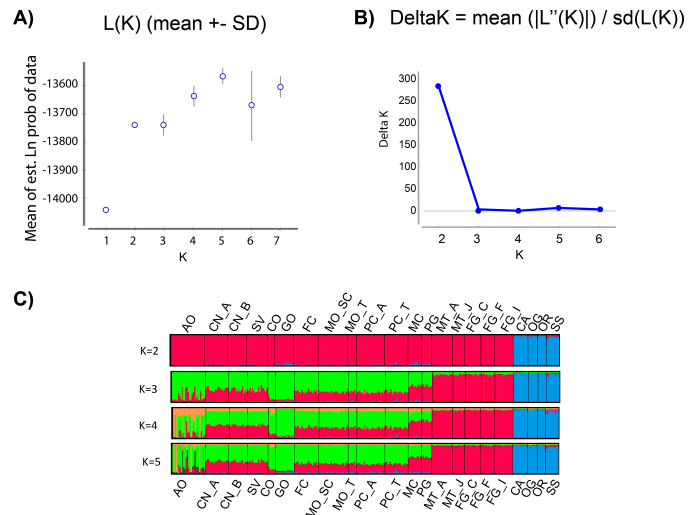 A)
L(K) (mean +- SD)
Mean of est. Ln prob of data
-13600
-13700
-13800
-13900
-14000
1 2 3 4 5 6 7
K
B)
DeltaK = mean (|L’’(K)|) / sd(L(K))
Delta K
300
250
200
150
100
50
0
2 3 4 5 6
K
C)
AO CN_A CN_B SV CO GO FC MO_SC MO_T PC_A PC_T MC PG MT_A MT_J FG_C FG_F FG_I CA OG OR SS
K=2
K=3
K=4
K=5
AO CN_A CN_B SV CO GO FC MO_SC MO_T PC_A PC_T MC PG MT_A MT_J FG_C FG_F FG_I CA OG OR SS